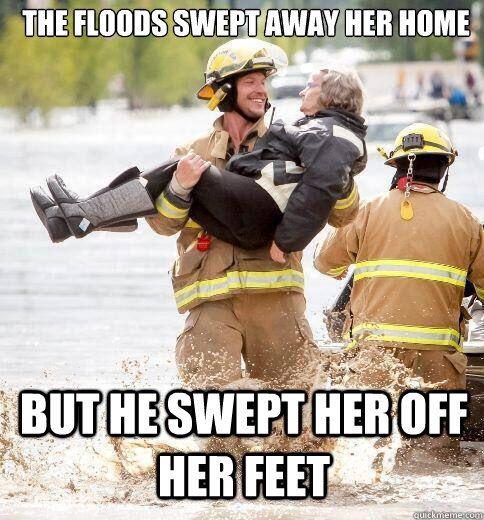 THE FLOODS SWEPT AWAY HER HOME
BUT HE SWEPT HER OFF
HER FEET
quickmeme.com